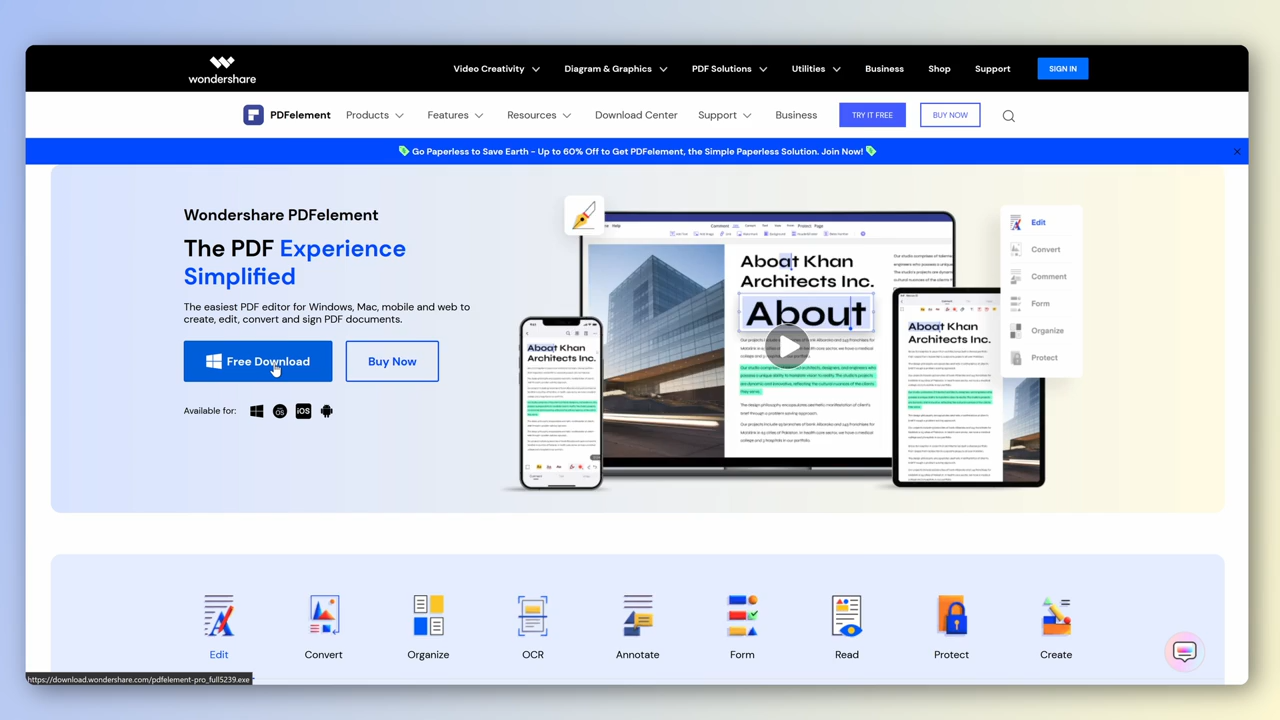 wondershare
Video Creativity
Diagram & Graphics
PDF Solutions
Utilities
Business
Shop
Support
SIGN IN
PDFelement
Products
Features
Resources
Download Center
Support
Business
TRY IT FREE
BUY NOW
Go Paperless to Save Earth - Up to 60% Off to Get PDFelement, the Simple Paperless Solution. Join Now!
Wondershare PDFelement
The PDF Experience
Simplified
The easiest PDF editor for Windows, Mac, mobile and web to
create, edit, convert and sign PDF documents.
Free Download
Buy Now
Available for:
iOS
Aboat Khan
Architects Inc.
About
Aboat Khan
Architects Inc.
Aboat Khan
Architects Inc.
Edit
Convert
Comment
Form
Organize
Protect
Edit
Convert
Organize
OCR
Annotate
Form
Read
Protect
Create
https://download.wondershare.com/pdfelement-pro_full5239.exe